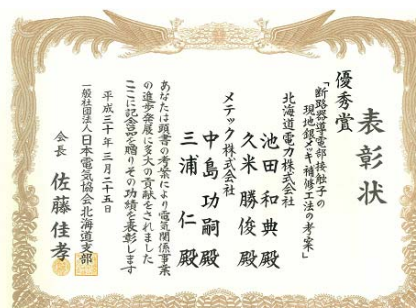 表彰状
優秀賞
「断路器導電部接触子の
現地銀メッキ補修工法の考案」
北海道電力株式会社
池田和典殿
久米勝俊殿
メテック株式会社
中島功嗣殿
三浦仁殿
あなたは頭書の考案により電気関係事業
の進歩発展に多大の貢献をされました
ここに記念品を贈りその功績を表彰します
平成三十年三月二十五日
一般社団法人日本電気協会北海道支部
会長 佐藤佳孝